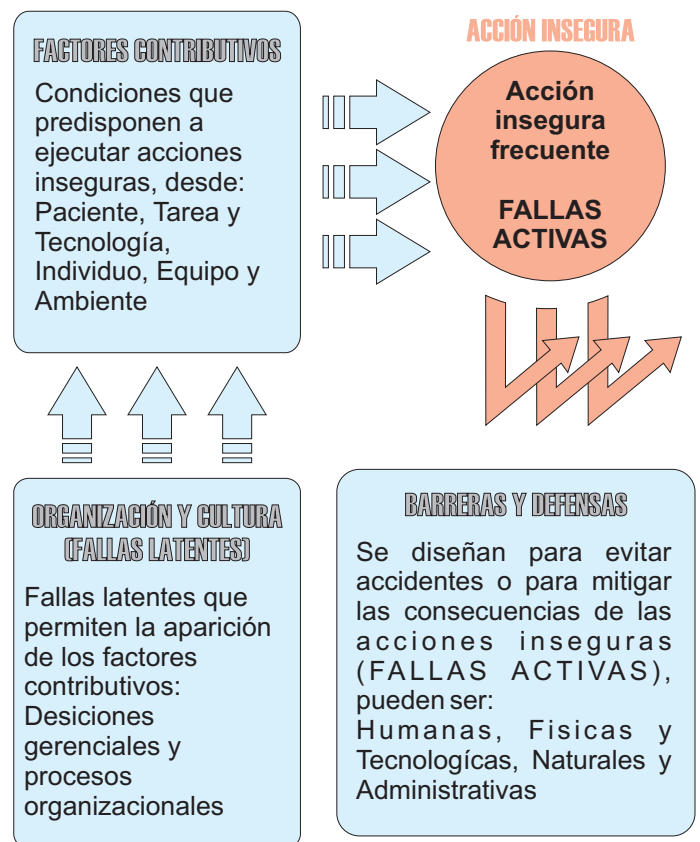 FACTORES CONTRIBUTIVOS
Condiciones que
predisponen a
ejecutar acciones
inseguras, desde:
Paciente, Tarea y
Tecnología,
Individuo, Equipo y
Ambiente
ACCIÓN INSEGURA
Acción
insegura
frecuente
FALLAS
ACTIVAS
ORGANIZACIÓN Y CULTURA
(FALLAS LATENTES)
Fallas latentes que
permiten la aparición
de los factores
contributivos:
Desiciones
gerenciales y
procesos
organizacionales
BARRERAS Y DEFENSAS
Se diseñan para evitar
accidentes o para mitigar
las consecuencias de las
acciones inseguras
(FALLAS ACTIVAS),
pueden ser:
Humanas, Fisicas y
Tecnologícas, Naturales y
Administrativas